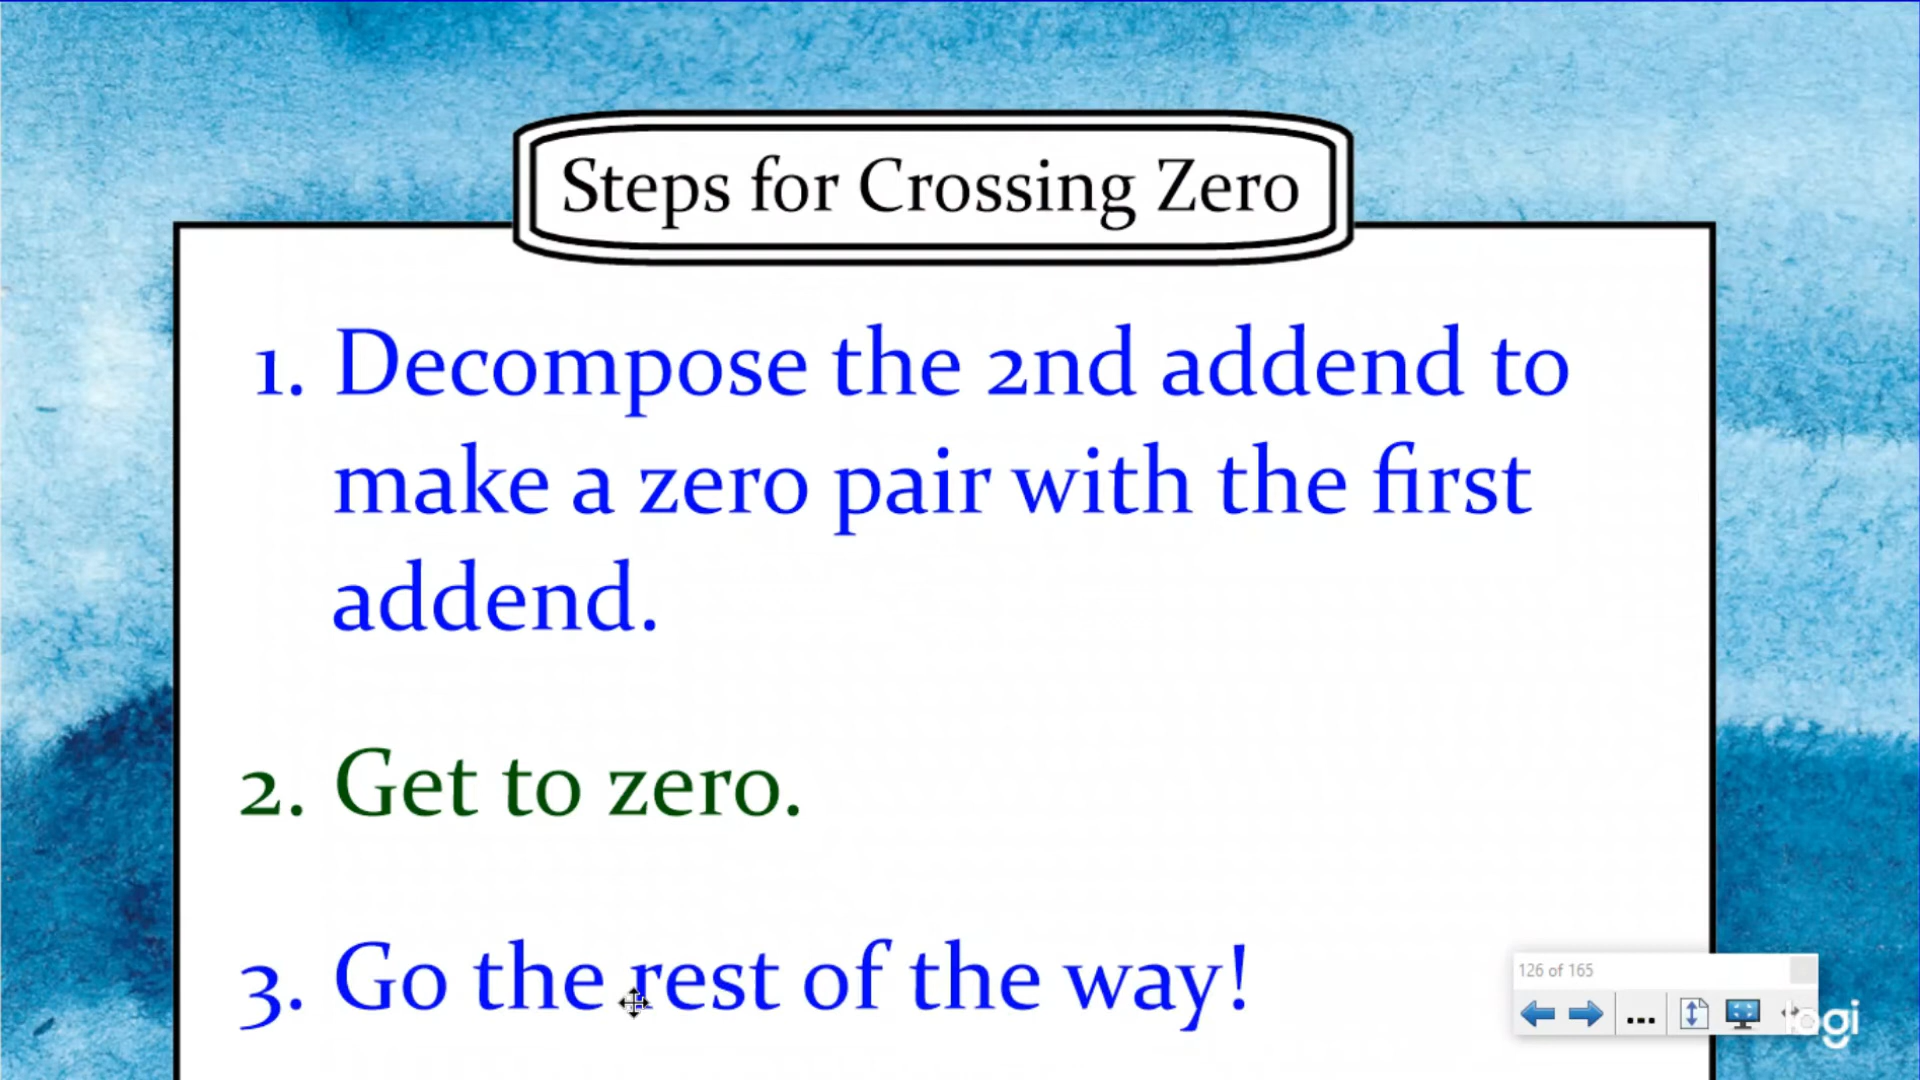 Steps for Crossing Zero
1. Decompose the 2nd addend to
make a zero pair with the first
addend.
2. Get to zero.
3. Go the rest of the way!
126 of 165
...
logi